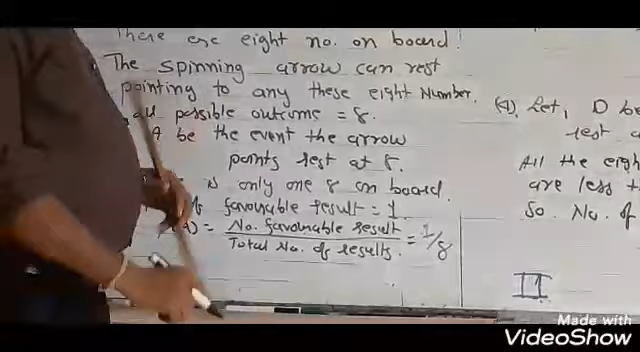 There are eight no. on board!
The spinning arrow can rest
pointing to any these eight Number.
all possible outcome = 8.
A be the event the arrow
points rest at 8.
is only one 8 on board.
of favourable result = 1.
= No. favourable result / Total No. of results. = 1/8
(4). Let, D be
rest a
All the eigh
are less t
So. No. of
II
Made with
VideoShow